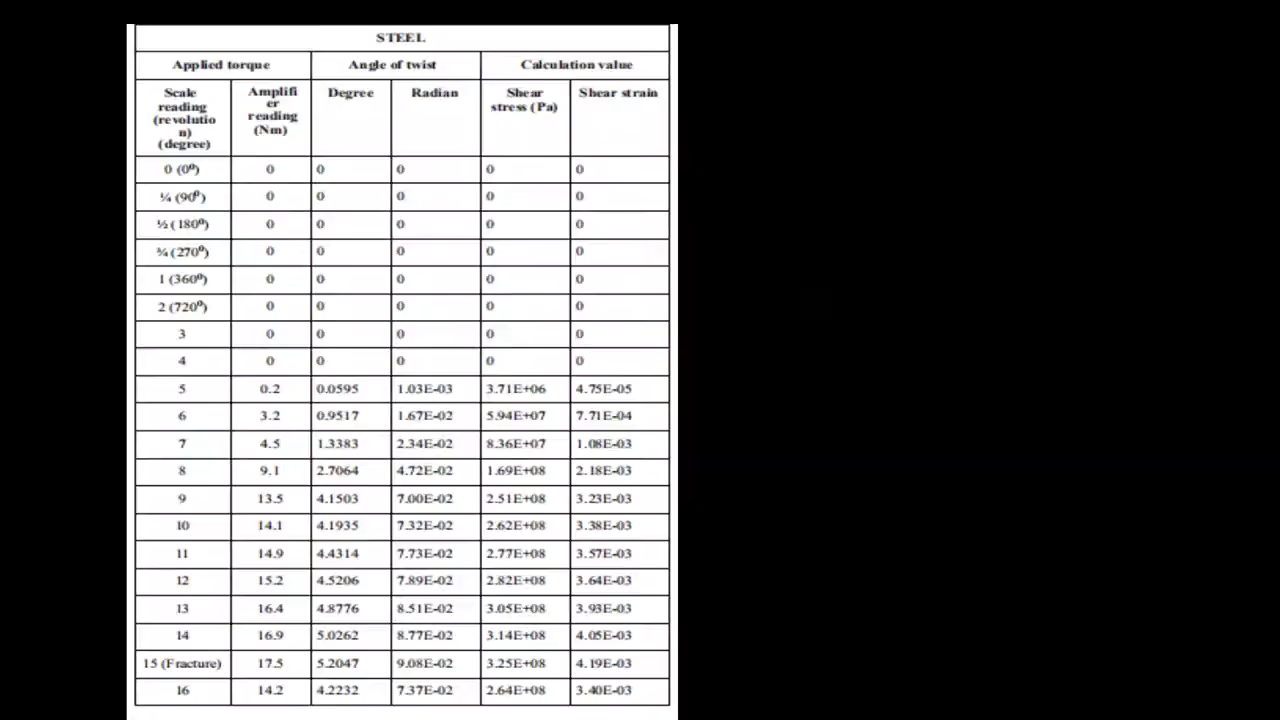 STEEL
Applied torque Angle of twist Calculation value
Scale reading (revolutio n) (degree) Amplifi er reading (Nm) Degree Radian Shear stress (Pa) Shear strain
0 (0⁰) 0 0 0 0 0
¼ (90⁰) 0 0 0 0 0
½ (180⁰) 0 0 0 0 0
¾ (270⁰) 0 0 0 0 0
1 (360⁰) 0 0 0 0 0
2 (720⁰) 0 0 0 0 0
3 0 0 0 0 0
4 0 0 0 0 0
5 0.2 0.0595 1.03E-03 3.71E+06 4.75E-05
6 3.2 0.9517 1.67E-02 5.94E+07 7.71E-04
7 4.5 1.3383 2.34E-02 8.36E+07 1.08E-03
8 9.1 2.7064 4.72E-02 1.69E+08 2.18E-03
9 13.5 4.1503 7.00E-02 2.51E+08 3.23E-03
10 14.1 4.1935 7.32E-02 2.62E+08 3.38E-03
11 14.9 4.4314 7.73E-02 2.77E+08 3.57E-03
12 15.2 4.5206 7.89E-02 2.82E+08 3.64E-03
13 16.4 4.8776 8.51E-02 3.05E+08 3.93E-03
14 16.9 5.0262 8.77E-02 3.14E+08 4.05E-03
15 (Fracture) 17.5 5.2047 9.08E-02 3.25E+08 4.19E-03
16 14.2 4.2232 7.37E-02 2.64E+08 3.40E-03